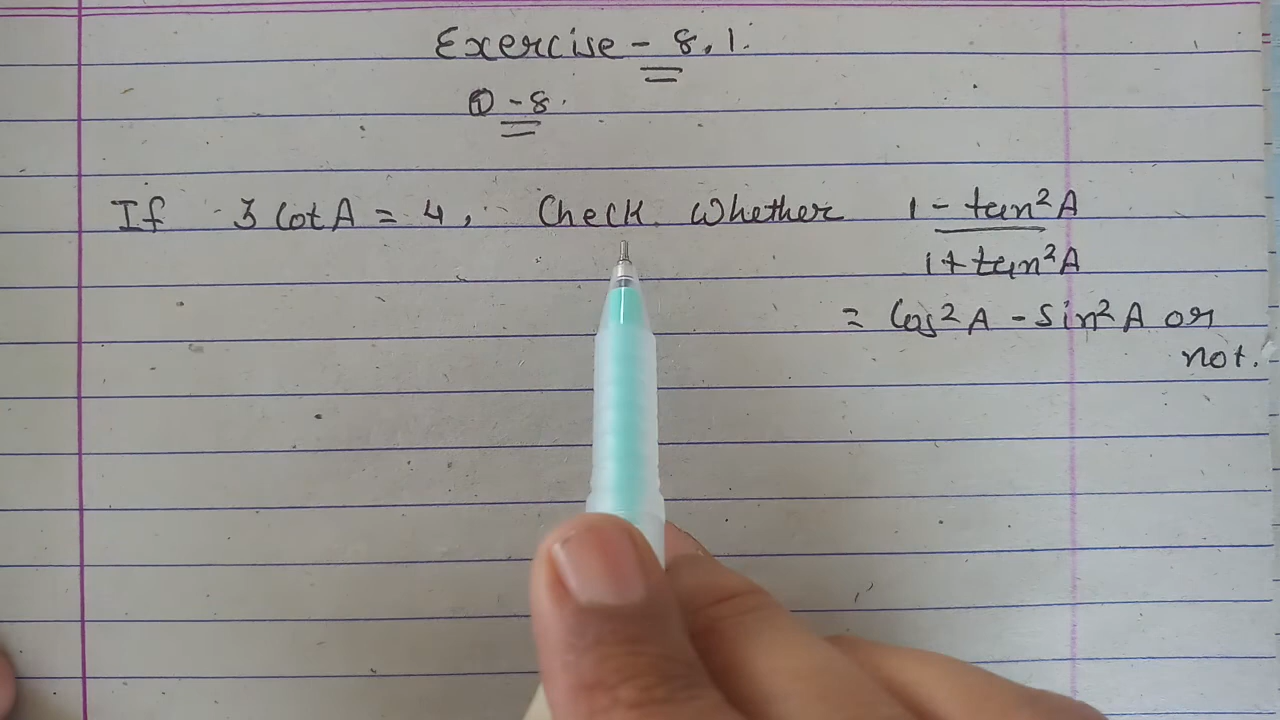 Exercise - 8.1.
Q - 8.
If 3 Cot A = 4, Check Whether 1 - tan²A
1 + tan²A
= Cos²A - Sin²A or
not.